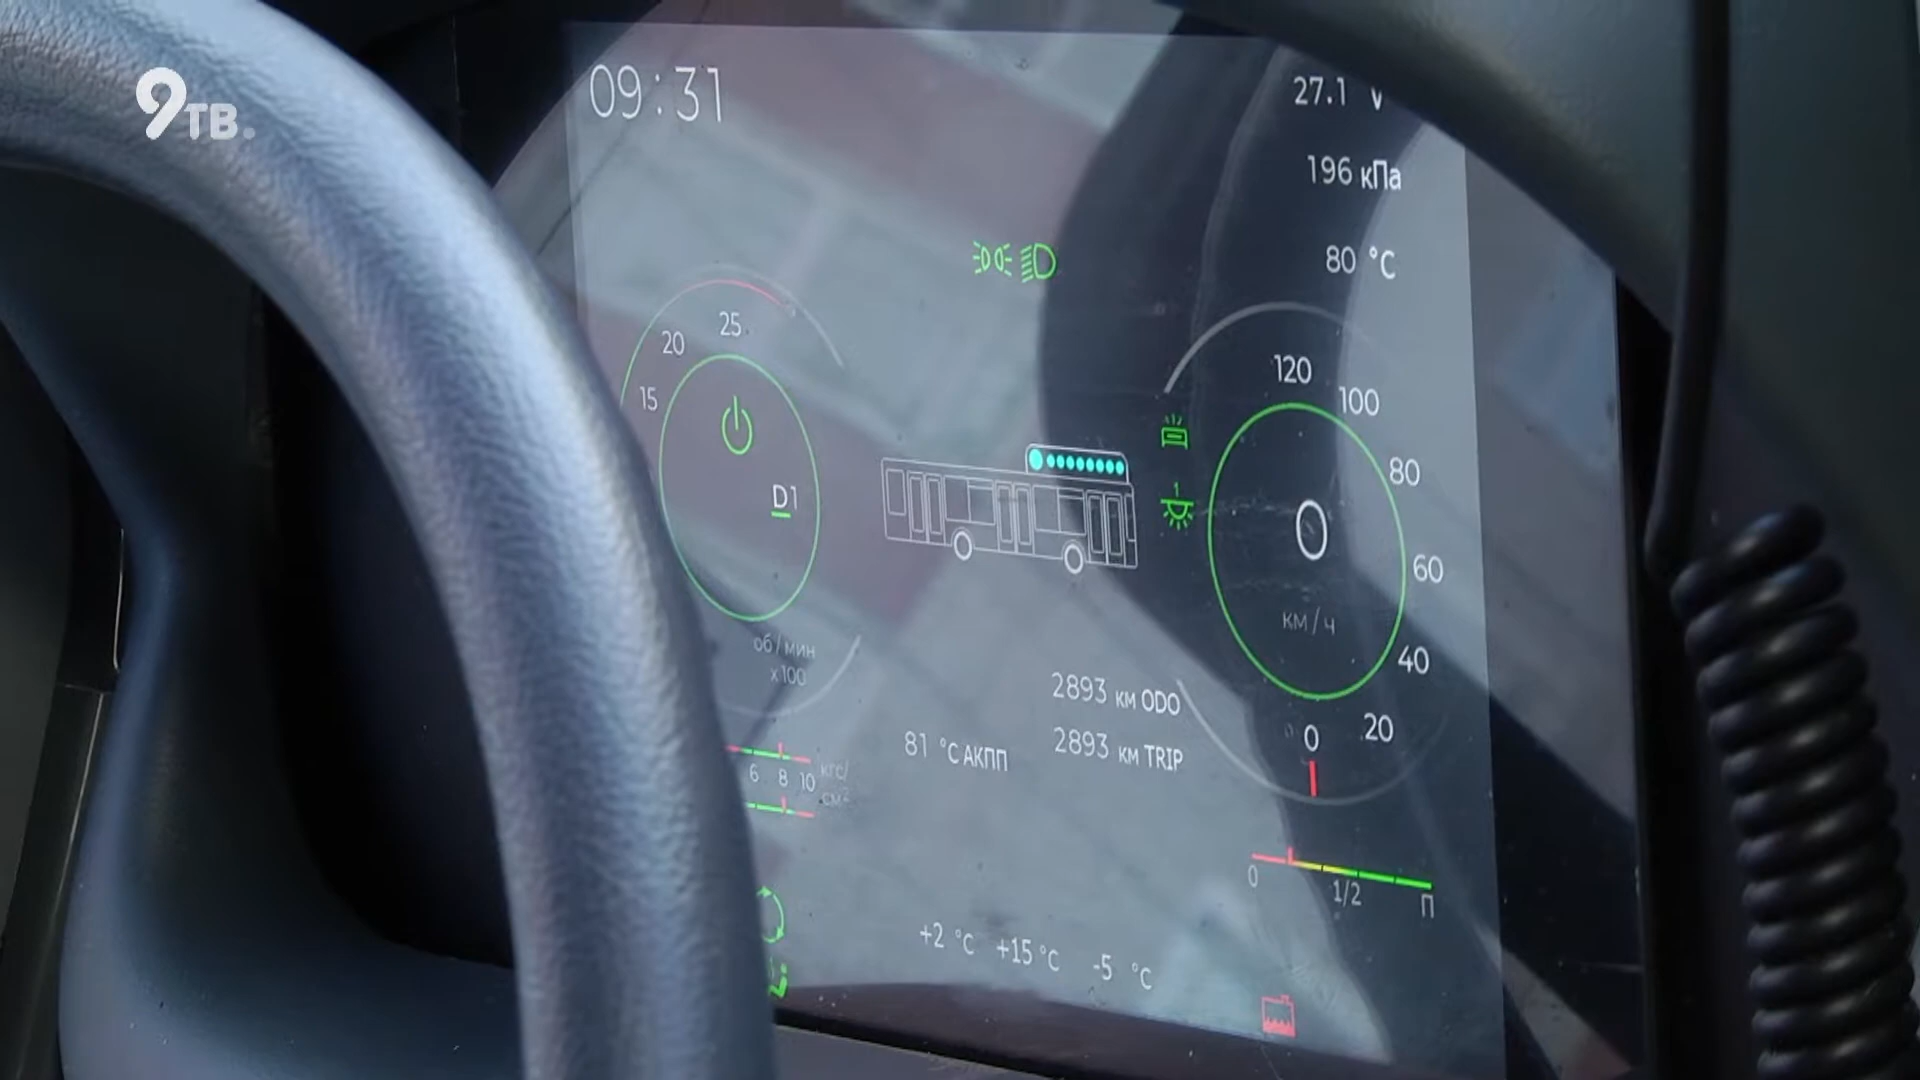 9ТВ.
09:31
27.1 V
196 кПа
80 °C
25
20
15
D1
об/мин
x100
120
100
80
60
40
20
0
0
км/ч
2893 км ODO
2893 км TRIP
81 °C АКПП
6 8 10 кгс/
см²
1
0 1/2 П
+2 °C +15 °C -5 °C